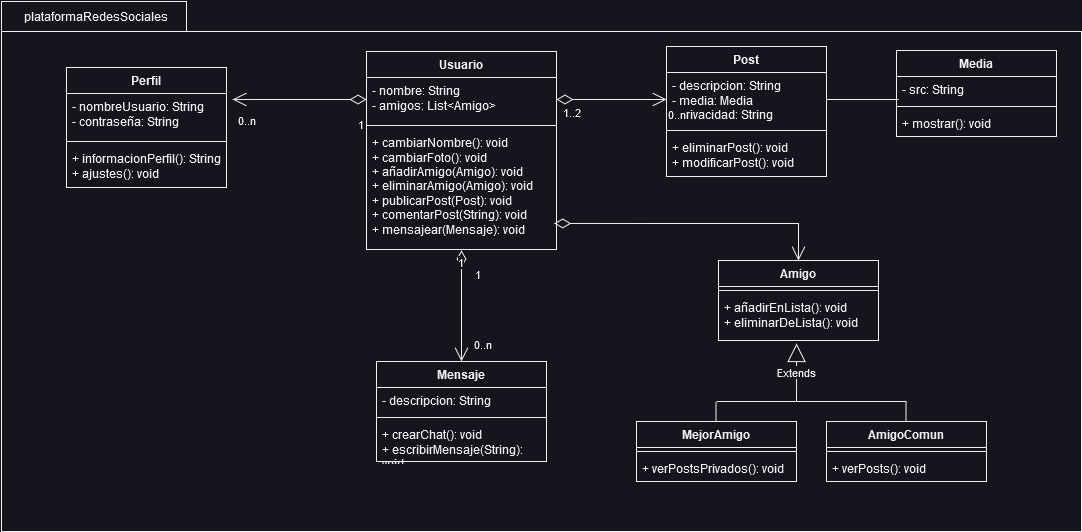 plataformaRedesSociales
Perfil
- nombreUsuario: String
- contraseña: String
+ informacionPerfil(): String
+ ajustes(): void
0..n
1
Usuario
- nombre: String
- amigos: List<Amigo>
+ cambiarNombre(): void
+ cambiarFoto(): void
+ añadirAmigo(Amigo): void
+ eliminarAmigo(Amigo): void
+ publicarPost(Post): void
+ comentarPost(String): void
+ mensajear(Mensaje): void
1..2
Post
- descripcion: String
- media: Media
0..nrivacidad: String
+ eliminarPost(): void
+ modificarPost(): void
Media
- src: String
+ mostrar(): void
1
1
0..n
Mensaje
- descripcion: String
+ crearChat(): void
+ escribirMensaje(String):
void
Amigo
+ añadirEnLista(): void
+ eliminarDeLista(): void
Extends
MejorAmigo
+ verPostsPrivados(): void
AmigoComun
+ verPosts(): void